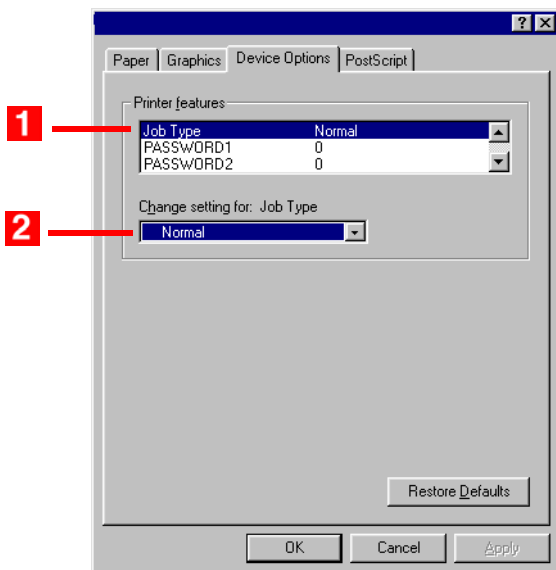 ? ×
Paper Graphics Device Options PostScript
Printer features
1
Job Type Normal
PASSWORD1 0
PASSWORD2 0
Change setting for: Job Type
2
Normal
Restore Defaults
OK Cancel Apply